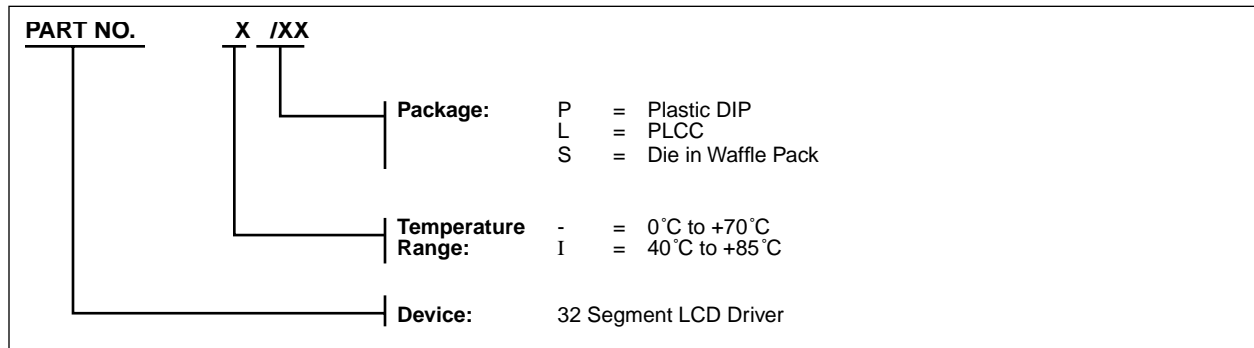 PART NO. X /XX
Package: P = Plastic DIP
L = PLCC
S = Die in Waffle Pack
Temperature - = 0˚C to +70˚C
Range: I = 40˚C to +85˚C
Device: 32 Segment LCD Driver